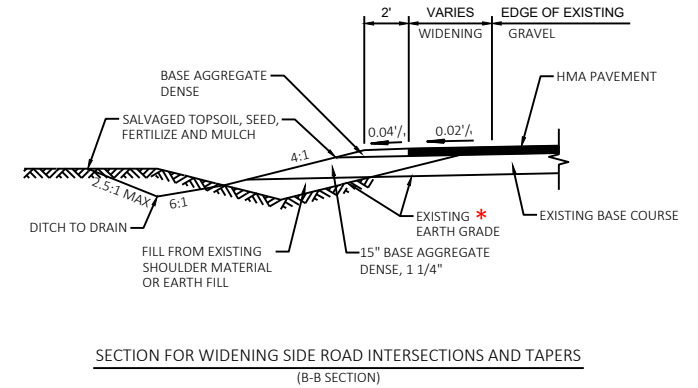 2' VARIES EDGE OF EXISTING
WIDENING GRAVEL
BASE AGGREGATE
DENSE
HMA PAVEMENT
SALVAGED TOPSOIL, SEED,
FERTILIZE AND MULCH
0.04'/,
0.02'/,
4:1
2.5:1 MAX
6:1
DITCH TO DRAIN
EXISTING *
EARTH GRADE
EXISTING BASE COURSE
FILL FROM EXISTING
SHOULDER MATERIAL
OR EARTH FILL
15" BASE AGGREGATE
DENSE, 1 1/4"
SECTION FOR WIDENING SIDE ROAD INTERSECTIONS AND TAPERS
(B-B SECTION)